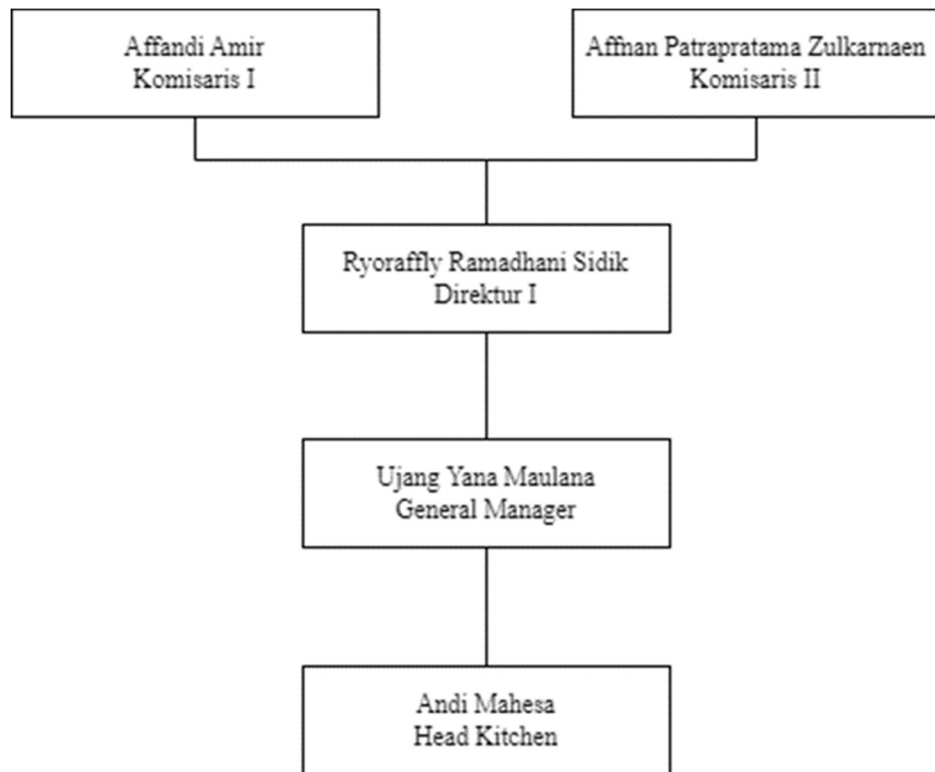 Affandi Amir
Komisaris I
Affnan Patrapratama Zulkarnaen
Komisaris II
Ryoraffly Ramadhani Sidik
Direktur I
Ujang Yana Maulana
General Manager
Andi Mahesa
Head Kitchen